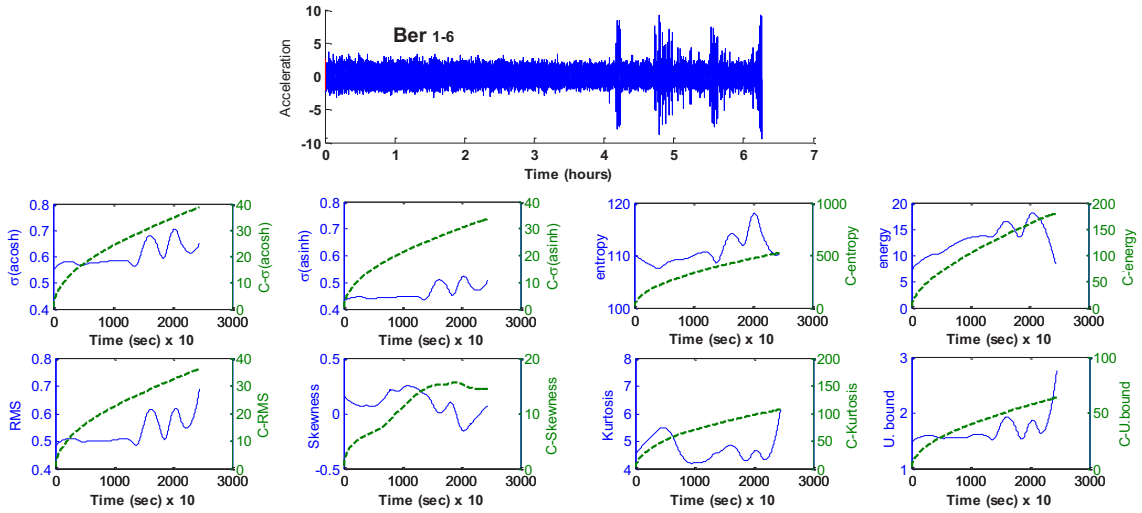 Ber 1-6
Acceleration
10
5
0
-5
-10
0 1 2 3 4 5 6 7
Time (hours)
σ(acosh)
0.8
0.7
0.6
0.5
0.4
40
30
20
10
0
C-σ(acosh)
0 1000 2000 3000
Time (sec) x 10
σ(asinh)
0.8
0.7
0.6
0.5
0.4
40
30
20
10
0
C-σ(asinh)
0 1000 2000 3000
Time (sec) x 10
entropy
120
110
100
1000
500
0
C-entropy
0 1000 2000 3000
Time (sec) x 10
energy
20
15
10
5
0
200
150
100
50
0
C-energy
0 1000 2000 3000
Time (sec) x 10
RMS
0.8
0.7
0.6
0.5
0.4
40
30
20
10
0
C-RMS
0 1000 2000 3000
Time (sec) x 10
Skewness
0.5
0
-0.5
20
10
0
C-Skewness
0 1000 2000 3000
Time (sec) x 10
Kurtosis
8
7
6
5
4
200
150
100
50
0
C-Kurtosis
0 1000 2000 3000
Time (sec) x 10
U. bound
3
2
1
100
50
0
C-U.bound
0 1000 2000 3000
Time (sec) x 10